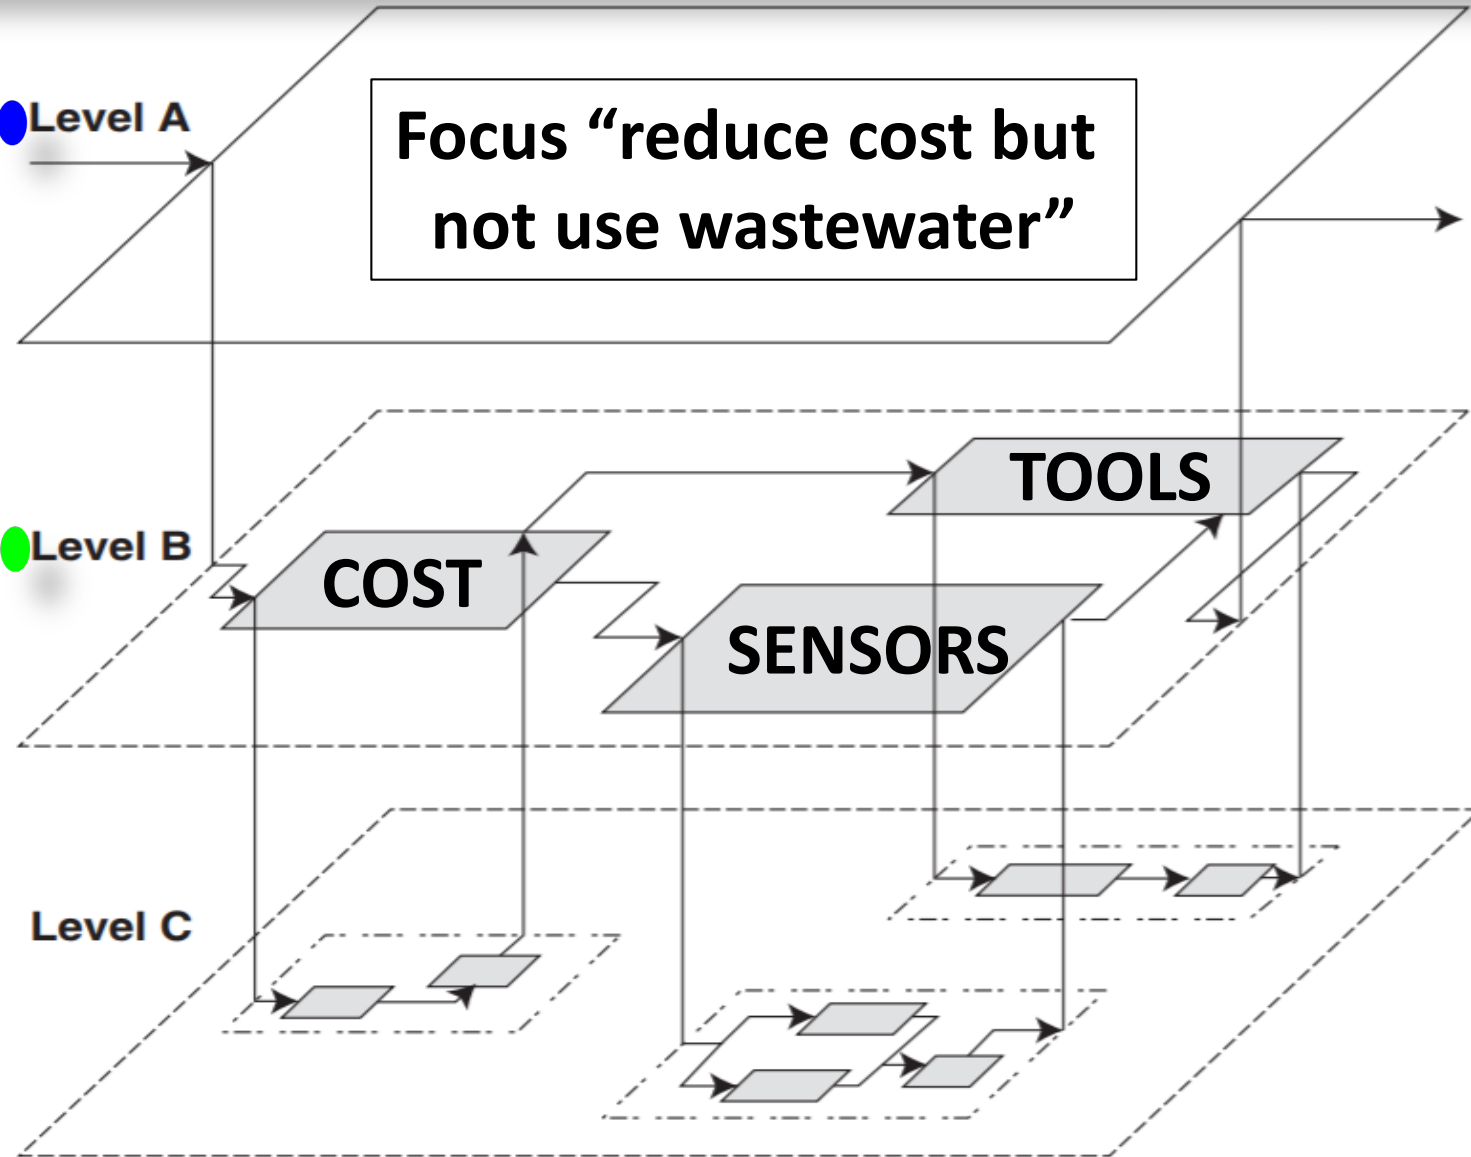 Level A
Focus “reduce cost but
not use wastewater”
TOOLS
Level B
COST
SENSORS
Level C